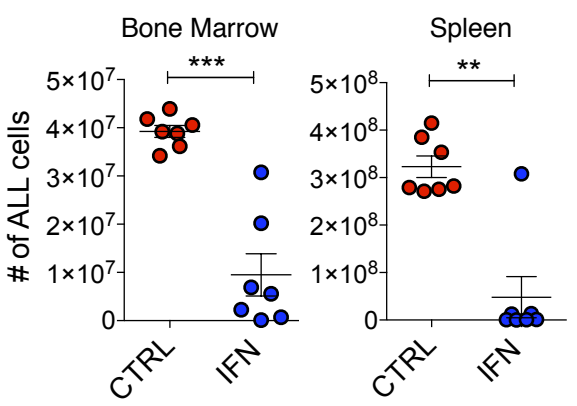 Bone Marrow
Spleen
***
**
# of ALL cells
5×10⁷
4×10⁷
3×10⁷
2×10⁷
1×10⁷
0
5×10⁸
4×10⁸
3×10⁸
2×10⁸
1×10⁸
0
CTRL
IFN
CTRL
IFN